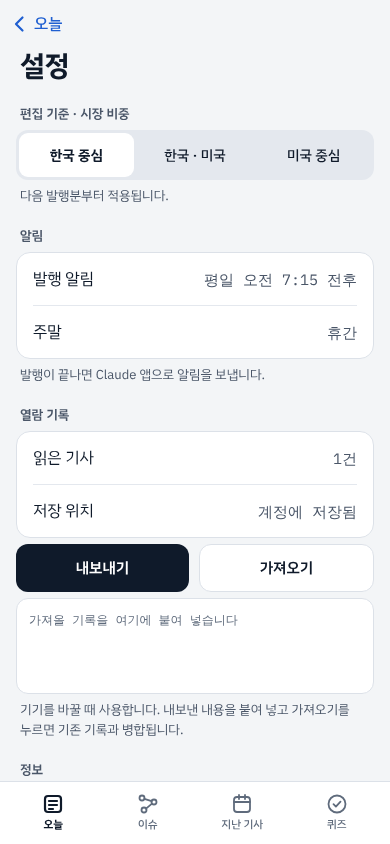 오늘
설정
편집 기준 · 시장 비중
한국 중심
한국 · 미국
미국 중심
다음 발행분부터 적용됩니다.
알림
발행 알림
평일 오전 7:15 전후
주말
휴간
발행이 끝나면 Claude 앱으로 알림을 보냅니다.
열람 기록
읽은 기사
1건
저장 위치
계정에 저장됨
내보내기
가져오기
가져올 기록을 여기에 붙여 넣습니다
기기를 바꿀 때 사용합니다. 내보낸 내용을 붙여 넣고 가져오기를
누르면 기존 기록과 병합됩니다.
정보
오늘
이슈
지난 기사
퀴즈